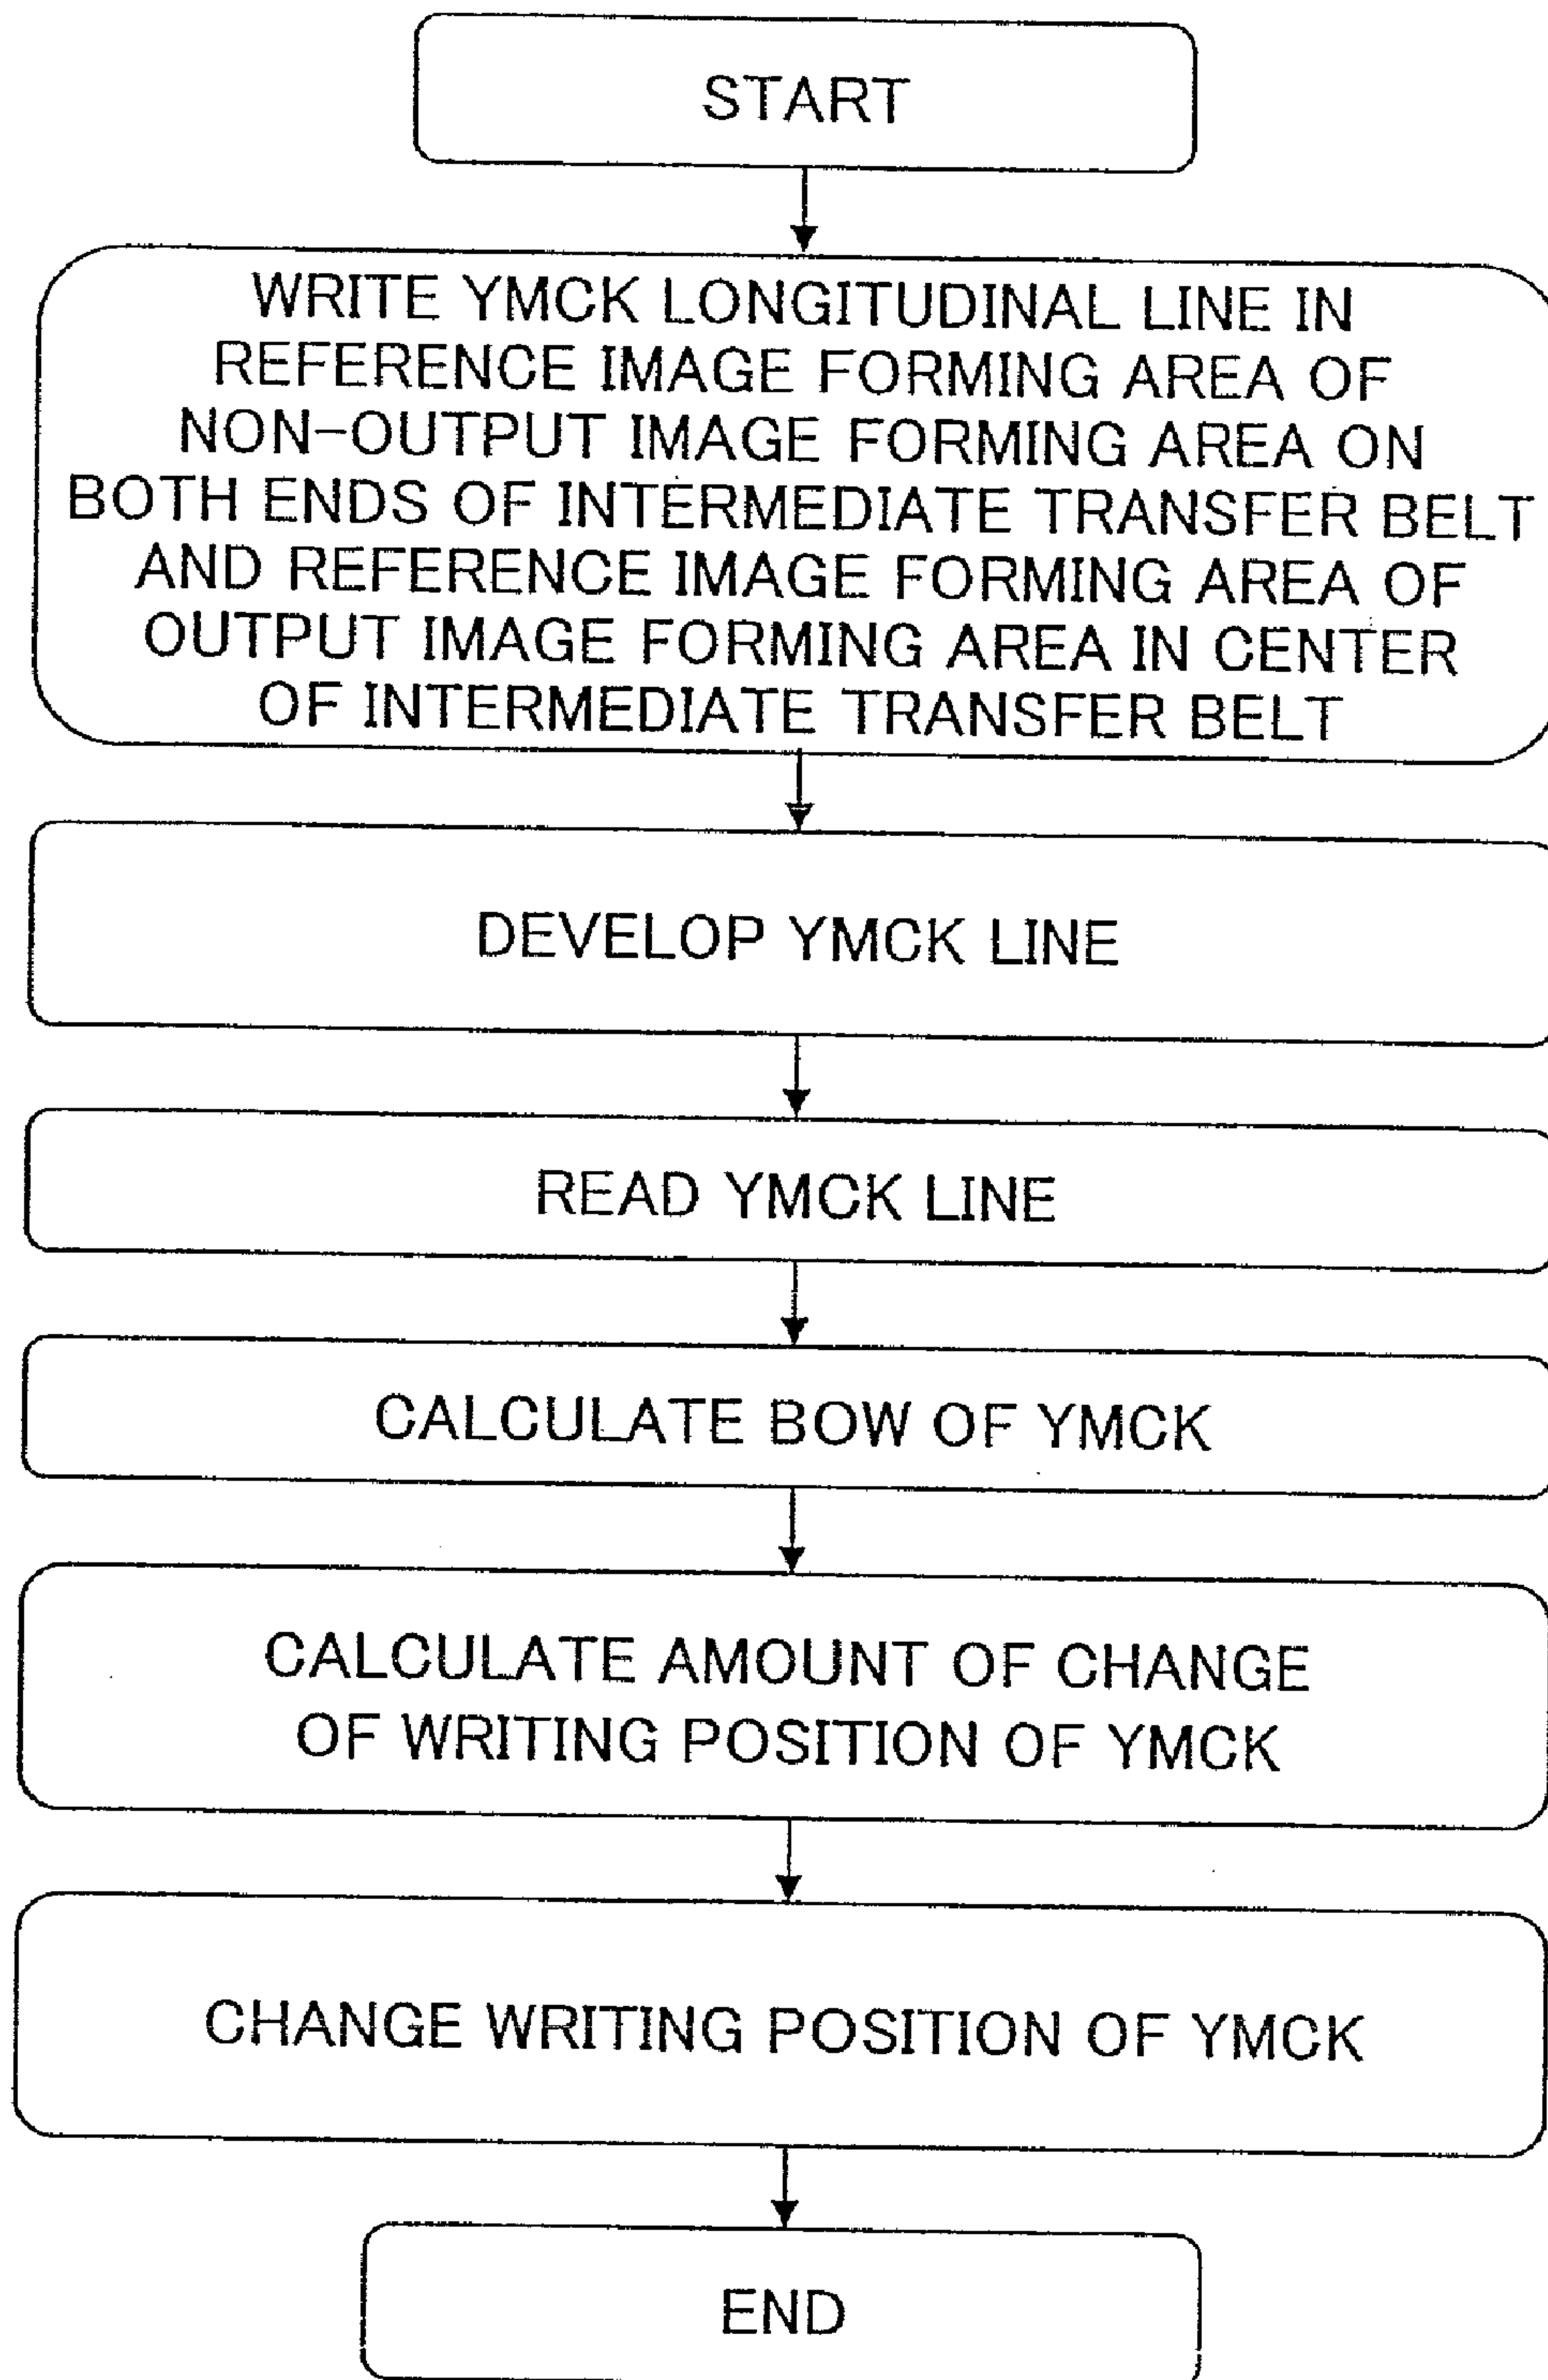 START
WRITE YMCK LONGITUDINAL LINE IN
REFERENCE IMAGE FORMING AREA OF
NON-OUTPUT IMAGE FORMING AREA ON
BOTH ENDS OF INTERMEDIATE TRANSFER BELT
AND REFERENCE IMAGE FORMING AREA OF
OUTPUT IMAGE FORMING AREA IN CENTER
OF INTERMEDIATE TRANSFER BELT
DEVELOP YMCK LINE
READ YMCK LINE
CALCULATE BOW OF YMCK
CALCULATE AMOUNT OF CHANGE
OF WRITING POSITION OF YMCK
CHANGE WRITING POSITION OF YMCK
END